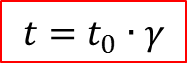 t = t₀ · γ